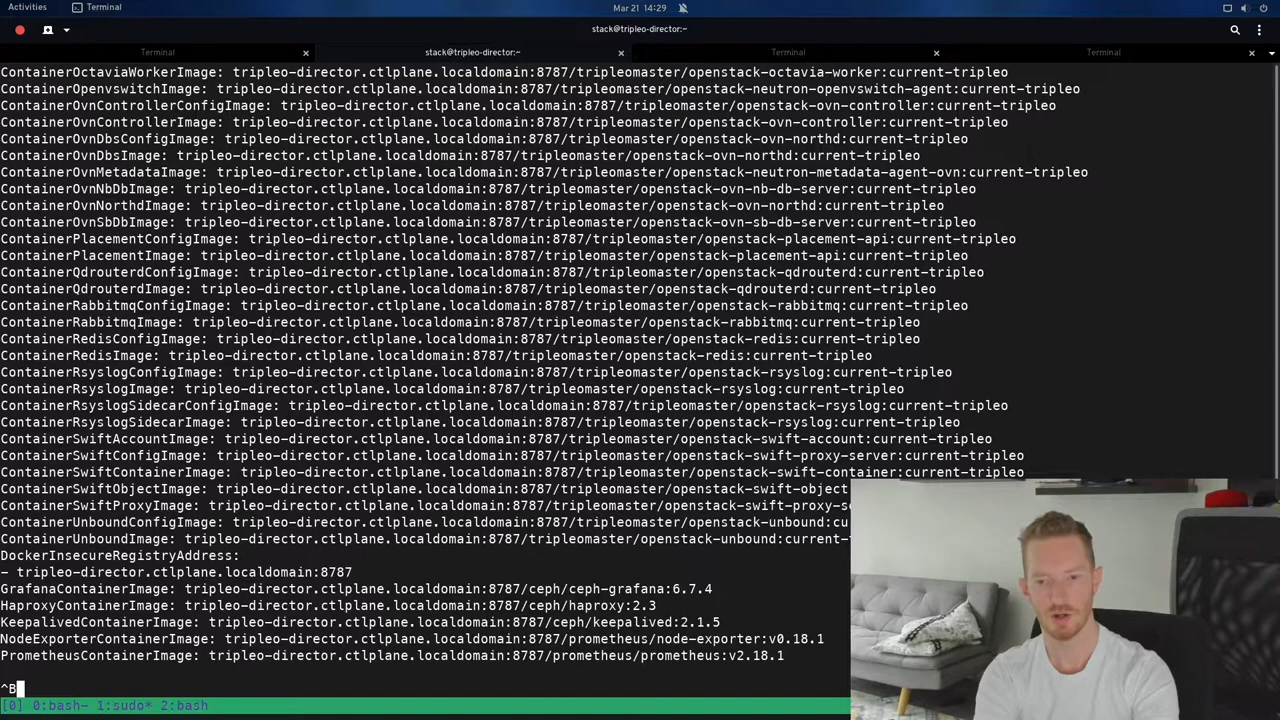 Activities
Terminal
Mar 21 14:29
stack@tripleo-director:~
Terminal
stack@tripleo-director:~
Terminal
Terminal
ContainerOctaviaWorkerImage: tripleo-director.ctlplane.localdomain:8787/tripleomaster/openstack-octavia-worker:current-tripleo
ContainerOpenvswitchImage: tripleo-director.ctlplane.localdomain:8787/tripleomaster/openstack-neutron-openvswitch-agent:current-tripleo
ContainerOvnControllerConfigImage: tripleo-director.ctlplane.localdomain:8787/tripleomaster/openstack-ovn-controller:current-tripleo
ContainerOvnControllerImage: tripleo-director.ctlplane.localdomain:8787/tripleomaster/openstack-ovn-controller:current-tripleo
ContainerOvnDbsConfigImage: tripleo-director.ctlplane.localdomain:8787/tripleomaster/openstack-ovn-northd:current-tripleo
ContainerOvnDbsImage: tripleo-director.ctlplane.localdomain:8787/tripleomaster/openstack-ovn-northd:current-tripleo
ContainerOvnMetadataImage: tripleo-director.ctlplane.localdomain:8787/tripleomaster/openstack-neutron-metadata-agent-ovn:current-tripleo
ContainerOvnNbDbImage: tripleo-director.ctlplane.localdomain:8787/tripleomaster/openstack-ovn-nb-db-server:current-tripleo
ContainerOvnNorthdImage: tripleo-director.ctlplane.localdomain:8787/tripleomaster/openstack-ovn-northd:current-tripleo
ContainerOvnSbDbImage: tripleo-director.ctlplane.localdomain:8787/tripleomaster/openstack-ovn-sb-db-server:current-tripleo
ContainerPlacementConfigImage: tripleo-director.ctlplane.localdomain:8787/tripleomaster/openstack-placement-api:current-tripleo
ContainerPlacementImage: tripleo-director.ctlplane.localdomain:8787/tripleomaster/openstack-placement-api:current-tripleo
ContainerQdrouterdConfigImage: tripleo-director.ctlplane.localdomain:8787/tripleomaster/openstack-qdrouterd:current-tripleo
ContainerQdrouterdImage: tripleo-director.ctlplane.localdomain:8787/tripleomaster/openstack-qdrouterd:current-tripleo
ContainerRabbitmqConfigImage: tripleo-director.ctlplane.localdomain:8787/tripleomaster/openstack-rabbitmq:current-tripleo
ContainerRabbitmqImage: tripleo-director.ctlplane.localdomain:8787/tripleomaster/openstack-rabbitmq:current-tripleo
ContainerRedisConfigImage: tripleo-director.ctlplane.localdomain:8787/tripleomaster/openstack-redis:current-tripleo
ContainerRedisImage: tripleo-director.ctlplane.localdomain:8787/tripleomaster/openstack-redis:current-tripleo
ContainerRsyslogConfigImage: tripleo-director.ctlplane.localdomain:8787/tripleomaster/openstack-rsyslog:current-tripleo
ContainerRsyslogImage: tripleo-director.ctlplane.localdomain:8787/tripleomaster/openstack-rsyslog:current-tripleo
ContainerRsyslogSidecarConfigImage: tripleo-director.ctlplane.localdomain:8787/tripleomaster/openstack-rsyslog:current-tripleo
ContainerRsyslogSidecarImage: tripleo-director.ctlplane.localdomain:8787/tripleomaster/openstack-rsyslog:current-tripleo
ContainerSwiftAccountImage: tripleo-director.ctlplane.localdomain:8787/tripleomaster/openstack-swift-account:current-tripleo
ContainerSwiftConfigImage: tripleo-director.ctlplane.localdomain:8787/tripleomaster/openstack-swift-proxy-server:current-tripleo
ContainerSwiftContainerImage: tripleo-director.ctlplane.localdomain:8787/tripleomaster/openstack-swift-container:current-tripleo
ContainerSwiftObjectImage: tripleo-director.ctlplane.localdomain:8787/tripleomaster/openstack-swift-object
ContainerSwiftProxyImage: tripleo-director.ctlplane.localdomain:8787/tripleomaster/openstack-swift-proxy-se
ContainerUnboundConfigImage: tripleo-director.ctlplane.localdomain:8787/tripleomaster/openstack-unbound:cu
ContainerUnboundImage: tripleo-director.ctlplane.localdomain:8787/tripleomaster/openstack-unbound:current-t
DockerInsecureRegistryAddress:
- tripleo-director.ctlplane.localdomain:8787
GrafanaContainerImage: tripleo-director.ctlplane.localdomain:8787/ceph/ceph-grafana:6.7.4
HaproxyContainerImage: tripleo-director.ctlplane.localdomain:8787/ceph/haproxy:2.3
KeepalivedContainerImage: tripleo-director.ctlplane.localdomain:8787/ceph/keepalived:2.1.5
NodeExporterContainerImage: tripleo-director.ctlplane.localdomain:8787/prometheus/node-exporter:v0.18.1
PrometheusContainerImage: tripleo-director.ctlplane.localdomain:8787/prometheus/prometheus:v2.18.1
^B
[0] 0:bash- 1:sudo* 2:bash